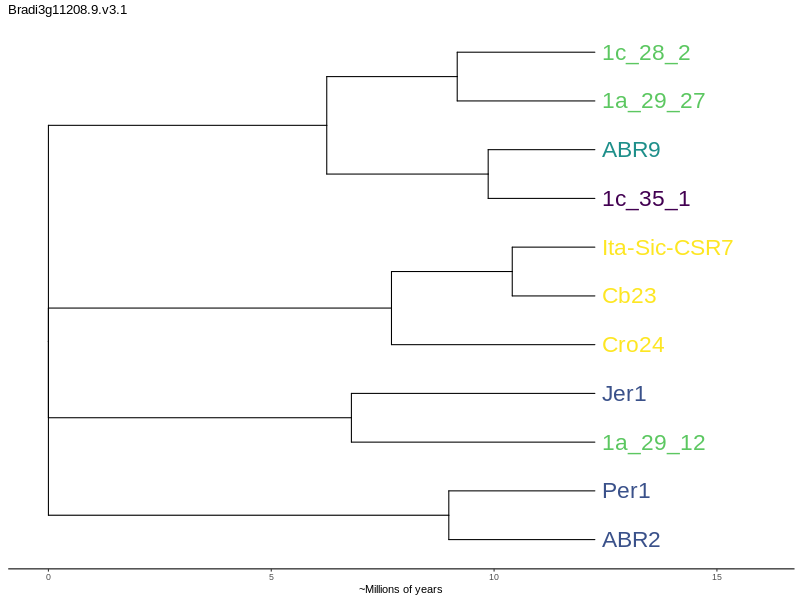 Bradi3g11208.9.v3.1
1c_28_2
1a_29_27
ABR9
1c_35_1
Ita-Sic-CSR7
Cb23
Cro24
Jer1
1a_29_12
Per1
ABR2
0 5 10 15
~Millions of years